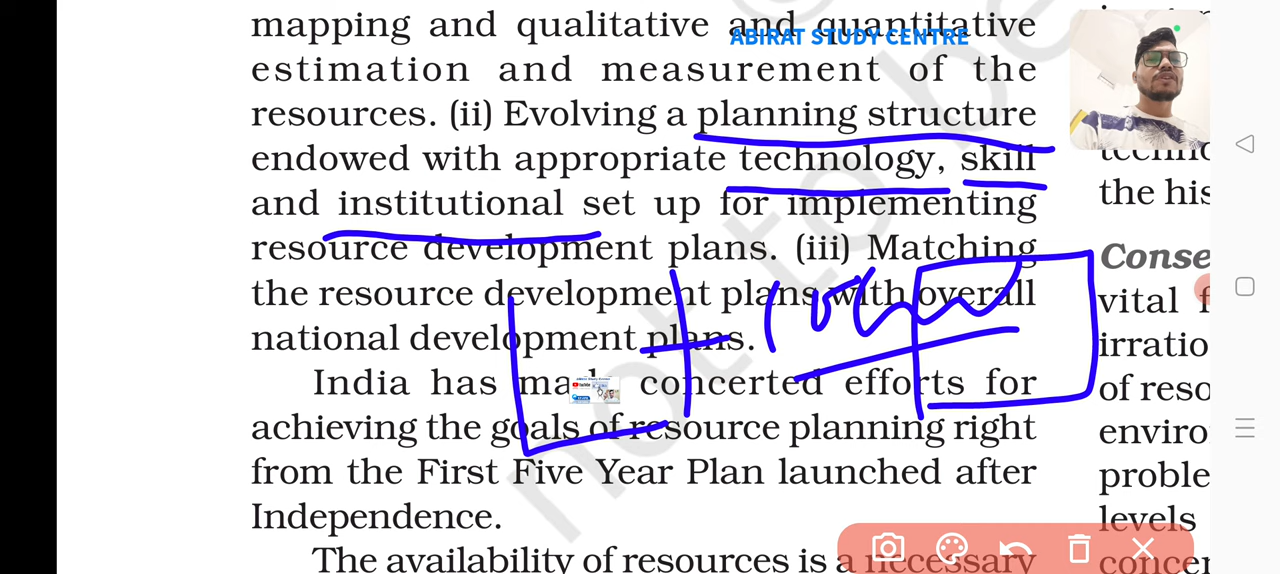 mapping and qualitative and quantitative
ABIRAT STUDY CENTRE
estimation and measurement of the
resources. (ii) Evolving a planning structure
endowed with appropriate technology, skill
and institutional set up for implementing
resource development plans. (iii) Matching
the resource development plans with overall
national development plans.
India has made concerted efforts for
achieving the goals of resource planning right
from the First Five Year Plan launched after
Independence.
The availability of resources is a necessary
the his
Conse
vital f
irratio
of reso
enviro
proble
levels
concer